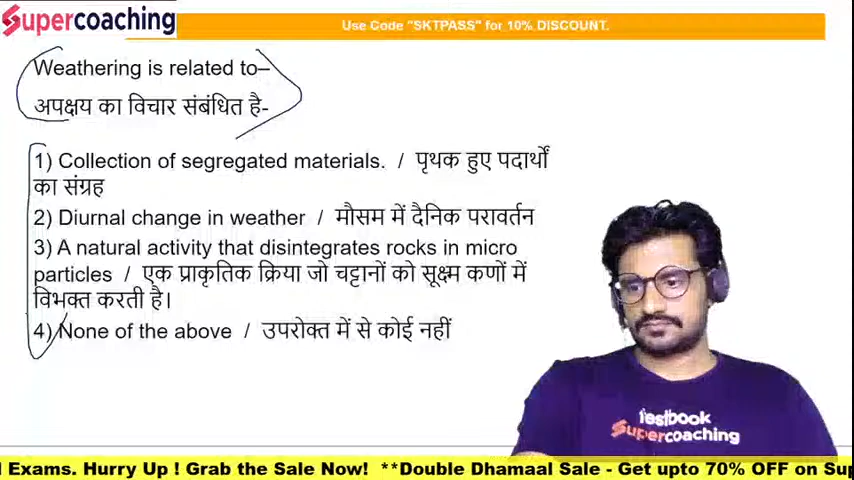 Supercoaching
Use Code "SKTPASS" for 10% DISCOUNT.
Weathering is related to–
अपक्षय का विचार संबंधित है-
1) Collection of segregated materials. / पृथक हुए पदार्थों
का संग्रह
2) Diurnal change in weather / मौसम में दैनिक परावर्तन
3) A natural activity that disintegrates rocks in micro
particles / एक प्राकृतिक क्रिया जो चट्टानों को सूक्ष्म कणों में
विभक्त करती है।
4) None of the above / उपरोक्त में से कोई नहीं
testbook
Supercoaching
Exams. Hurry Up ! Grab the Sale Now! **Double Dhamaal Sale - Get upto 70% OFF on